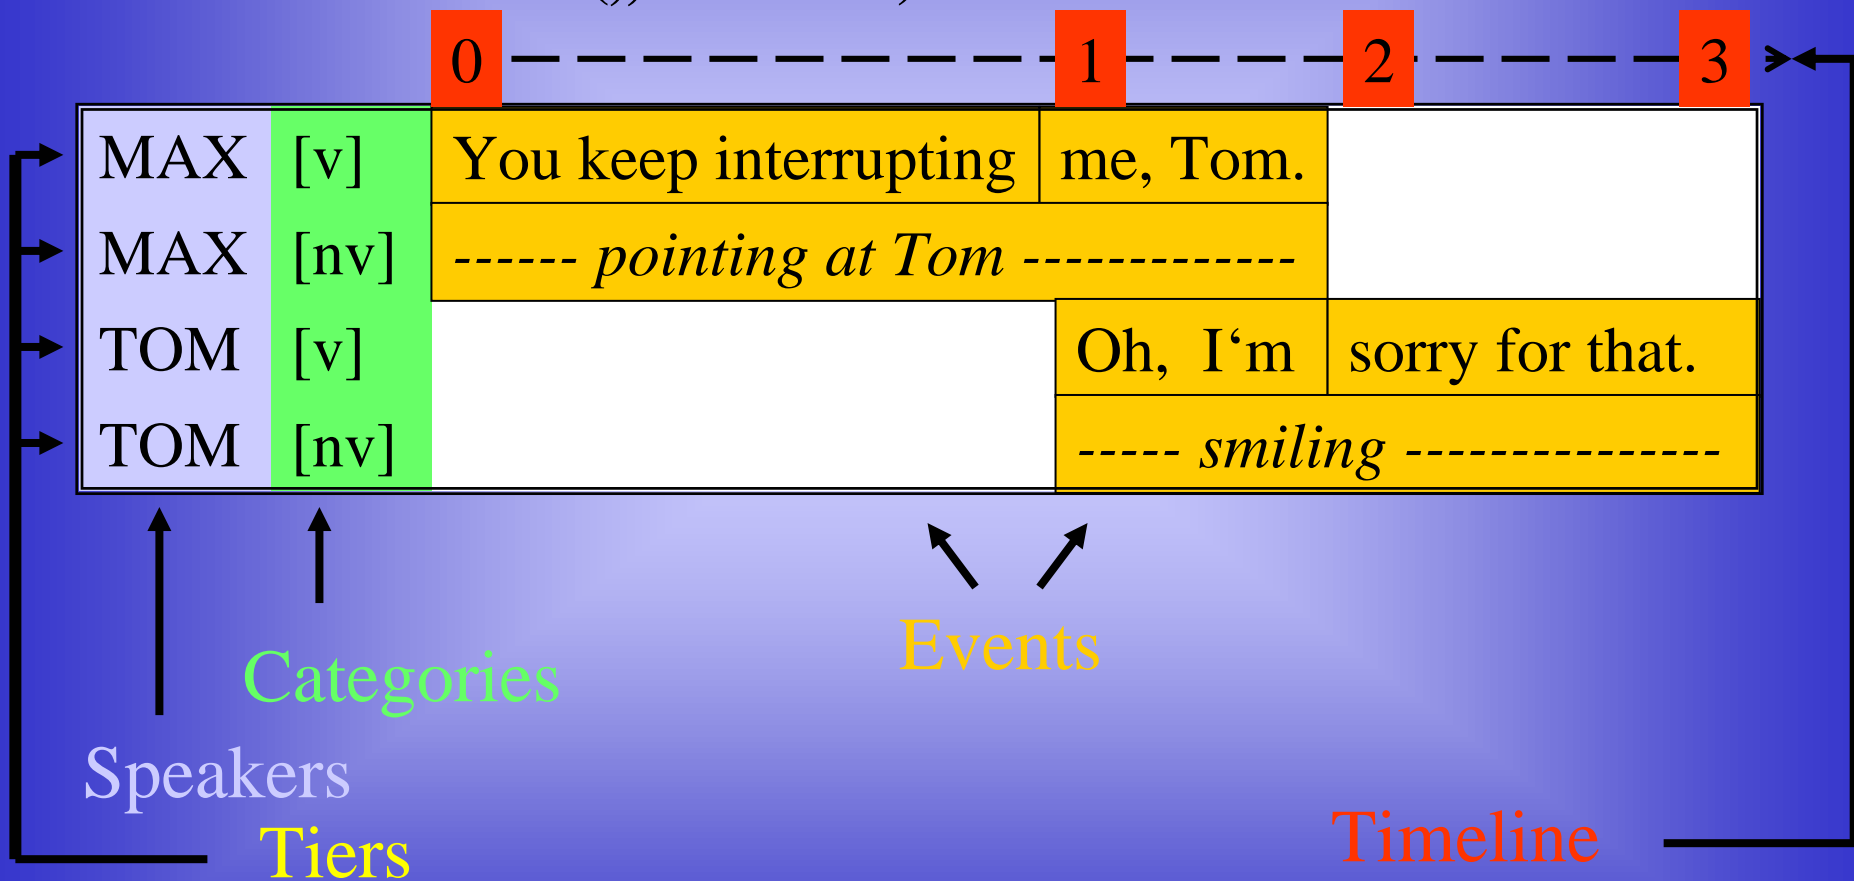 0 1 2 3
MAX [v] You keep interrupting me, Tom.
MAX [nv] ------ pointing at Tom -------------
TOM [v] Oh, I‘m sorry for that.
TOM [nv] ----- smiling ---------------
Events
Categories
Speakers
Timeline
Tiers